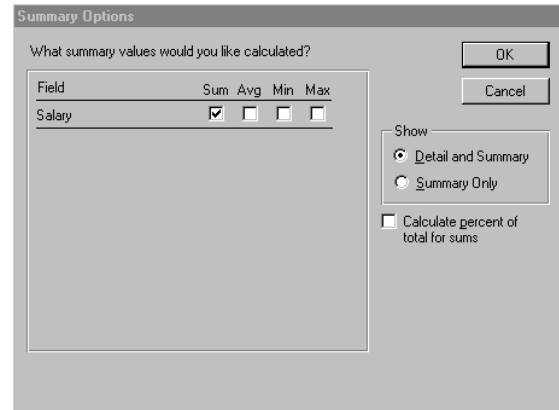 Summary Options
What summary values would you like calculated?
OK
Cancel
Field Sum Avg Min Max
Salary
Show
Detail and Summary
Summary Only
Calculate percent of
total for sums